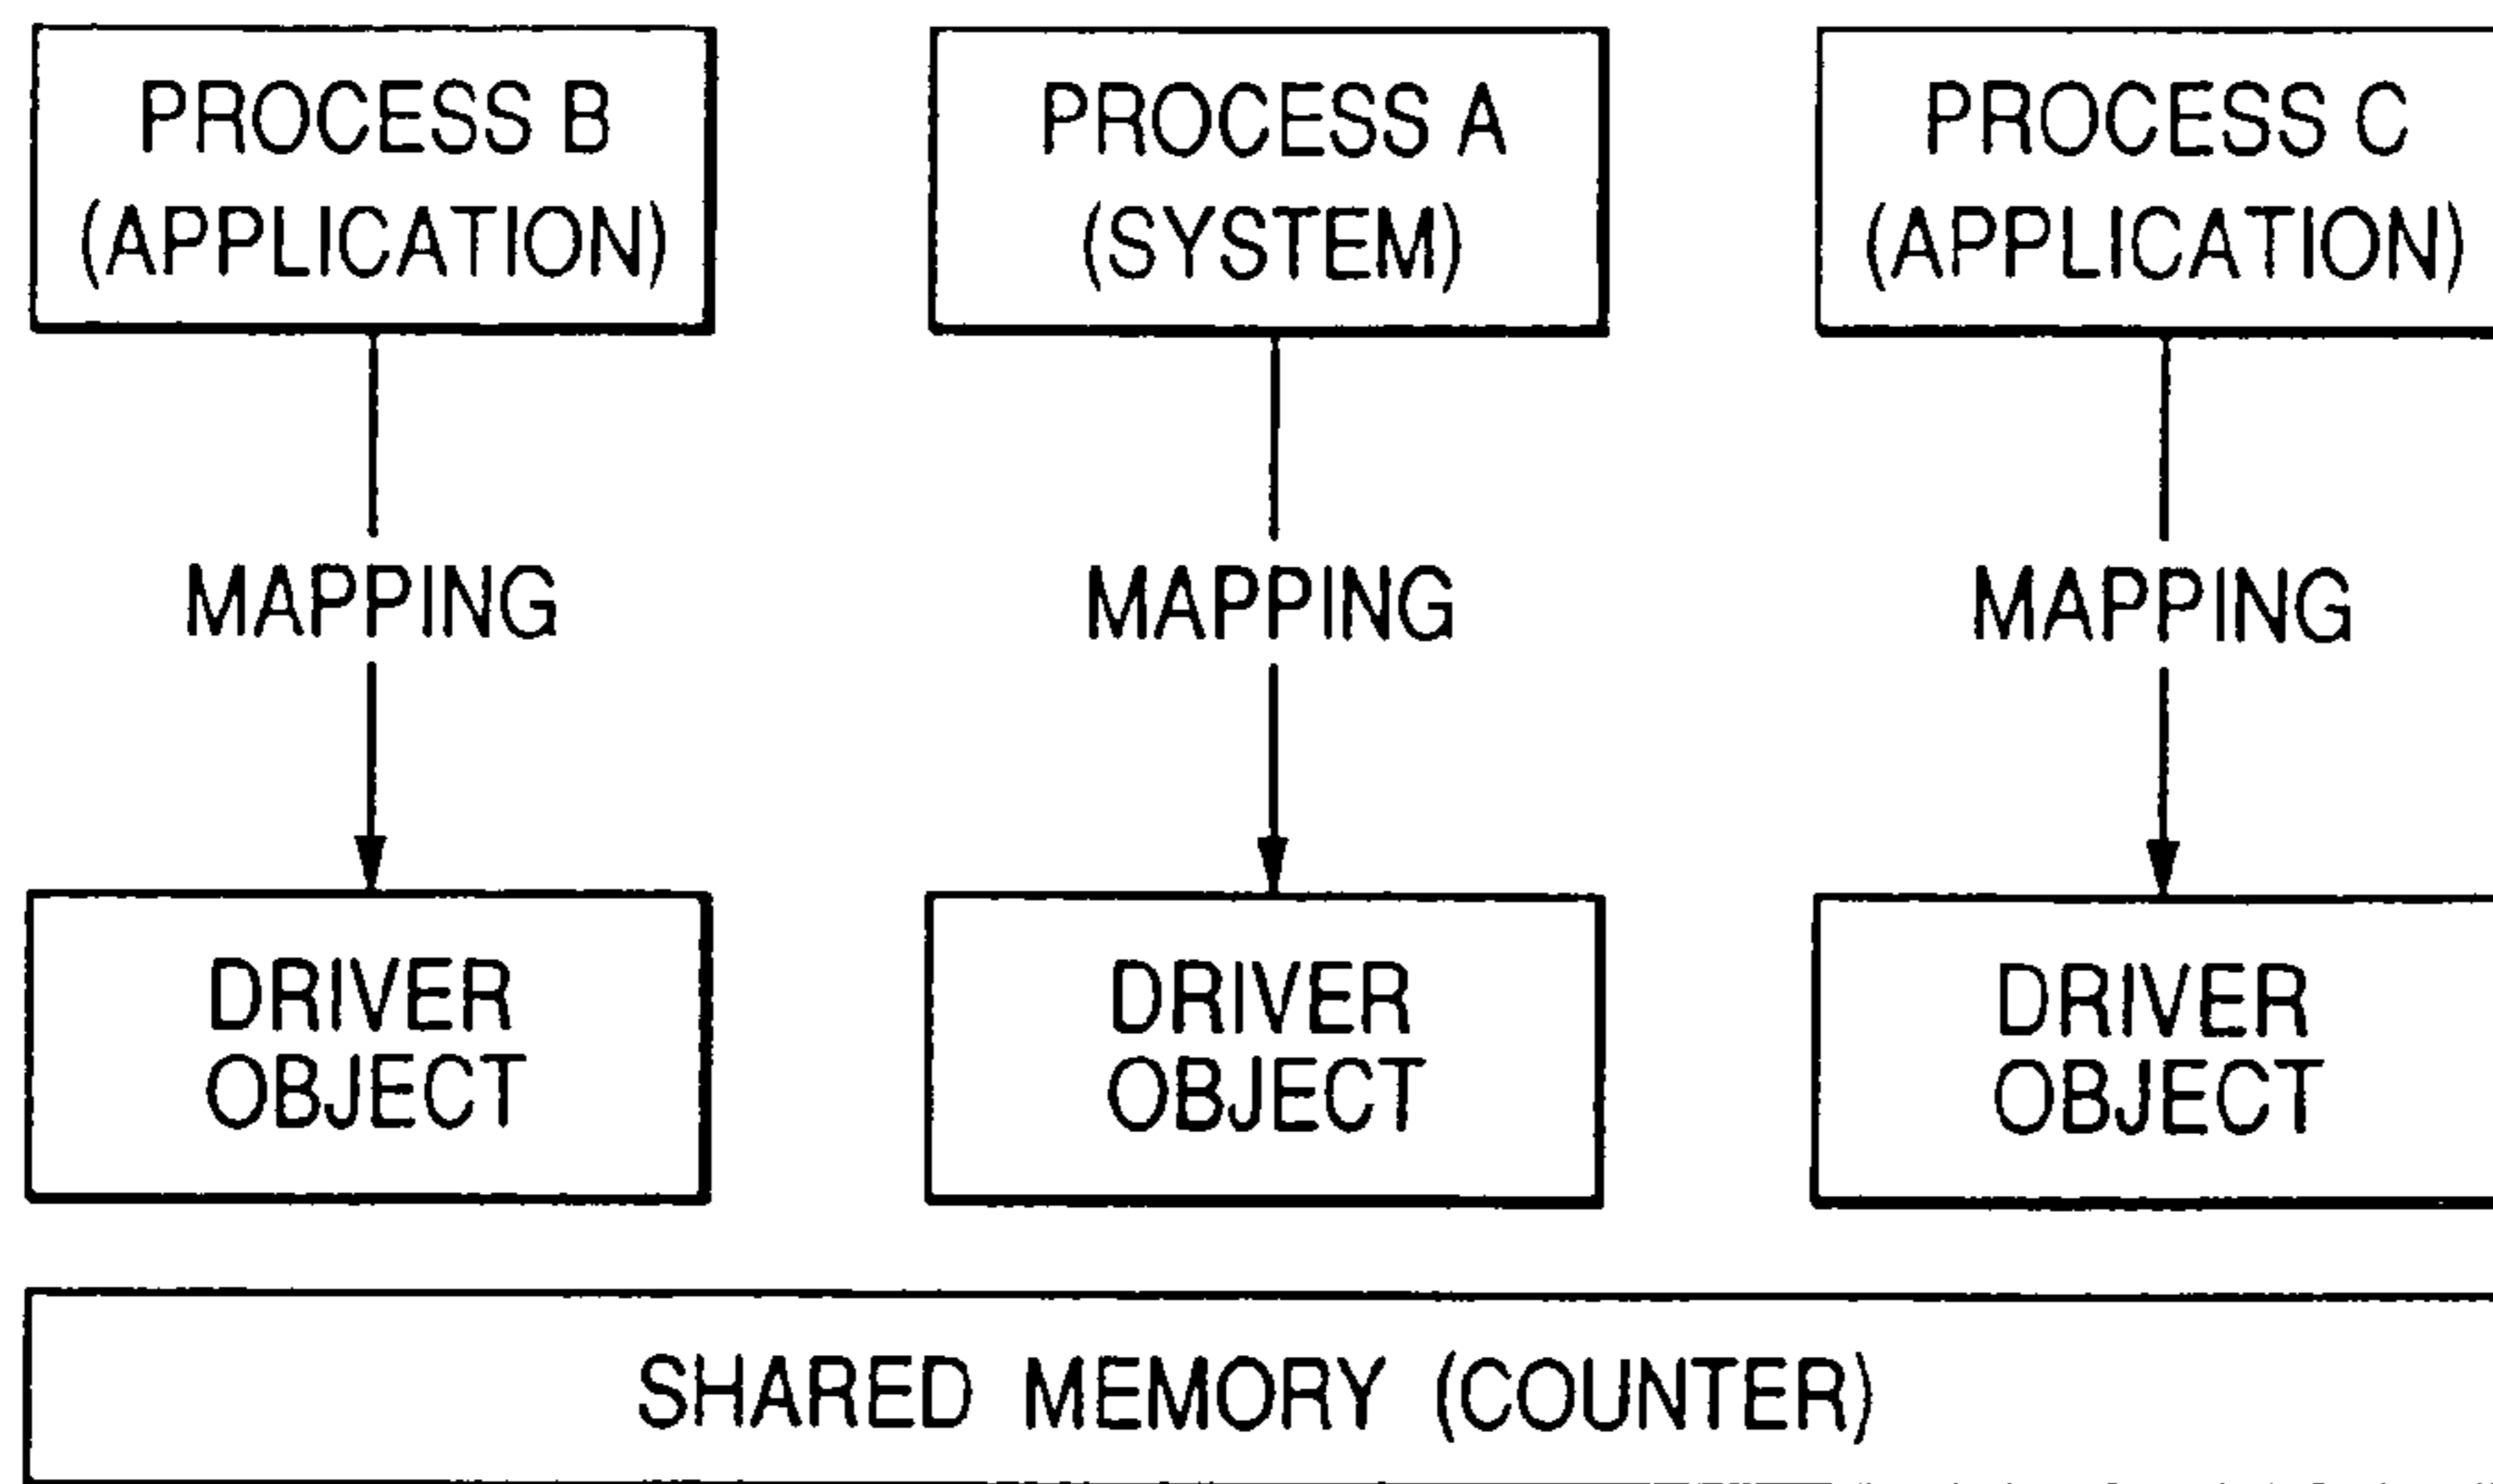 PROCESS B
(APPLICATION)
PROCESS A
(SYSTEM)
PROCESS C
(APPLICATION)
MAPPING
MAPPING
MAPPING
DRIVER
OBJECT
DRIVER
OBJECT
DRIVER
OBJECT
SHARED MEMORY (COUNTER)